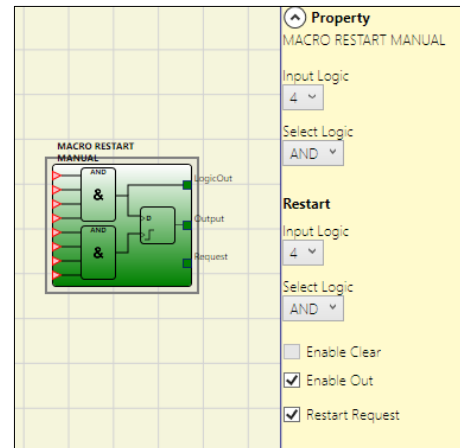 MACRO RESTART
MANUAL
AND
&
AND
&
D
LogicOut
Output
Request
Property
MACRO RESTART MANUAL
Input Logic
4
Select Logic
AND
Restart
Input Logic
4
Select Logic
AND
Enable Clear
Enable Out
Restart Request